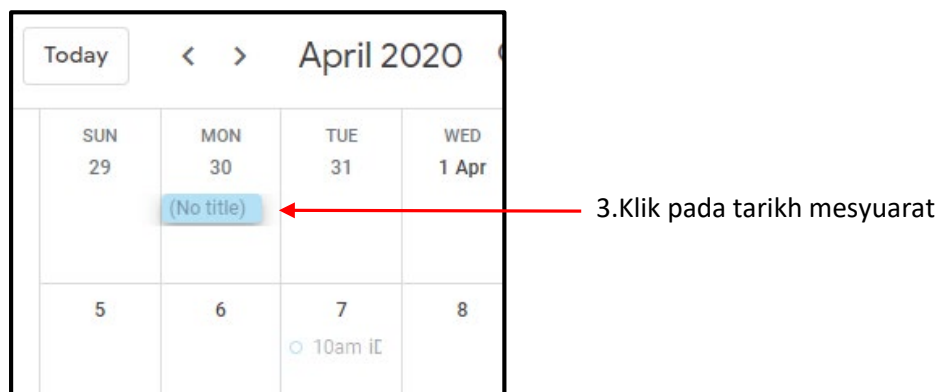 Today < > April 2020
SUN MON TUE WED
29 30 31 1 Apr
(No title)
3.Klik pada tarikh mesyuarat
5 6 7 8
10am